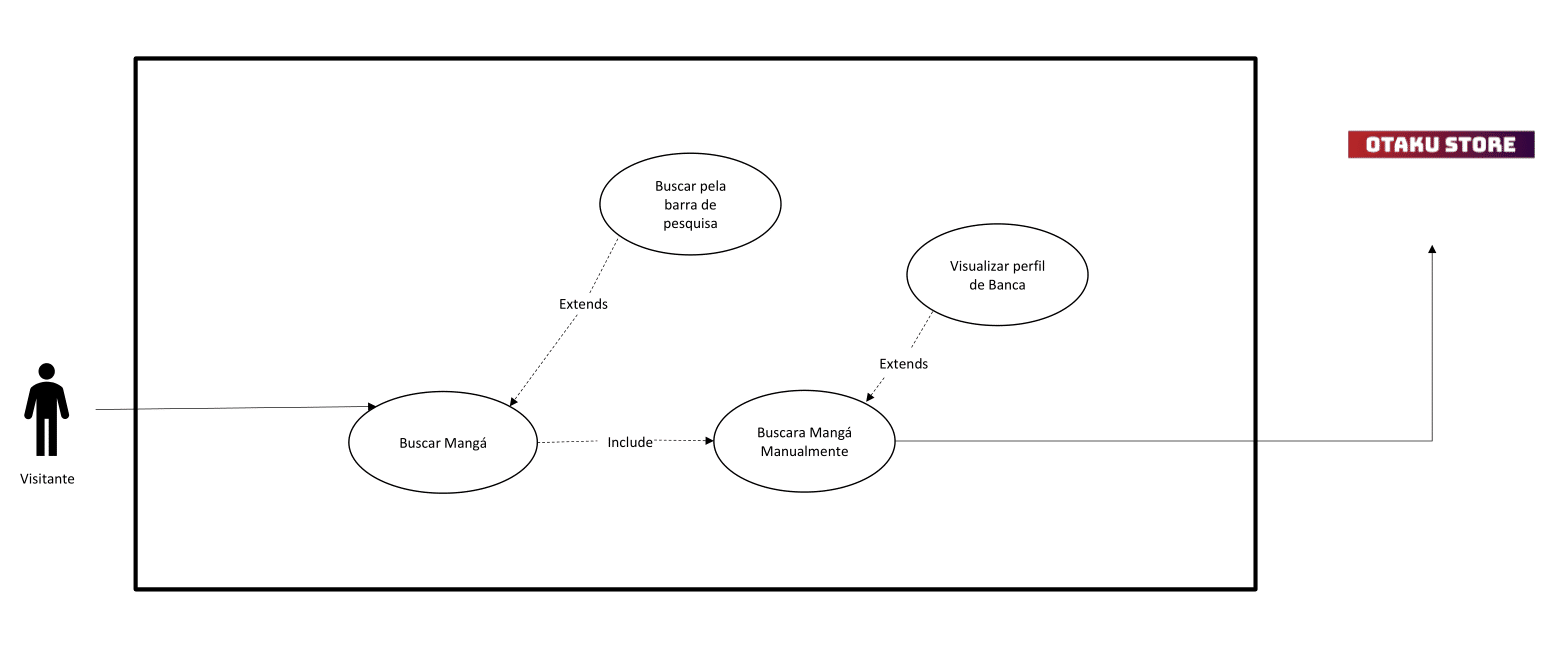 OTAKU STORE
Buscar pela
barra de
pesquisa
Visualizar perfil
de Banca
Extends
Extends
Visitante
Buscar Mangá
Include
Buscara Mangá
Manualmente